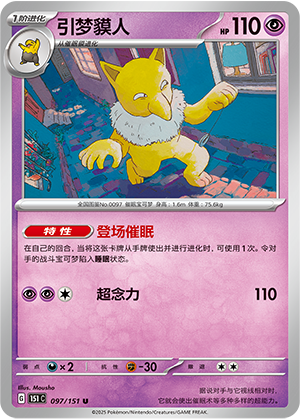 1阶进化
引梦貘人
HP 110
从催眠貘进化
全国图鉴No.0097 催眠宝可梦 身高：1.6m 体重：75.6kg
特性 登场催眠
在自己的回合，当将这张卡牌从手牌使出并进行进化时，可使用1次。令对
手的战斗宝可梦陷入睡眠状态。
超念力 110
弱点 ×2 抗性 -30 撤退
Illus. Mousho
G 151 C 097/151 U
据说对手与它视线相会时，
它就会使出催眠术等多种多样的超能力。
©2025 Pokémon/Nintendo/Creatures/GAME FREAK.